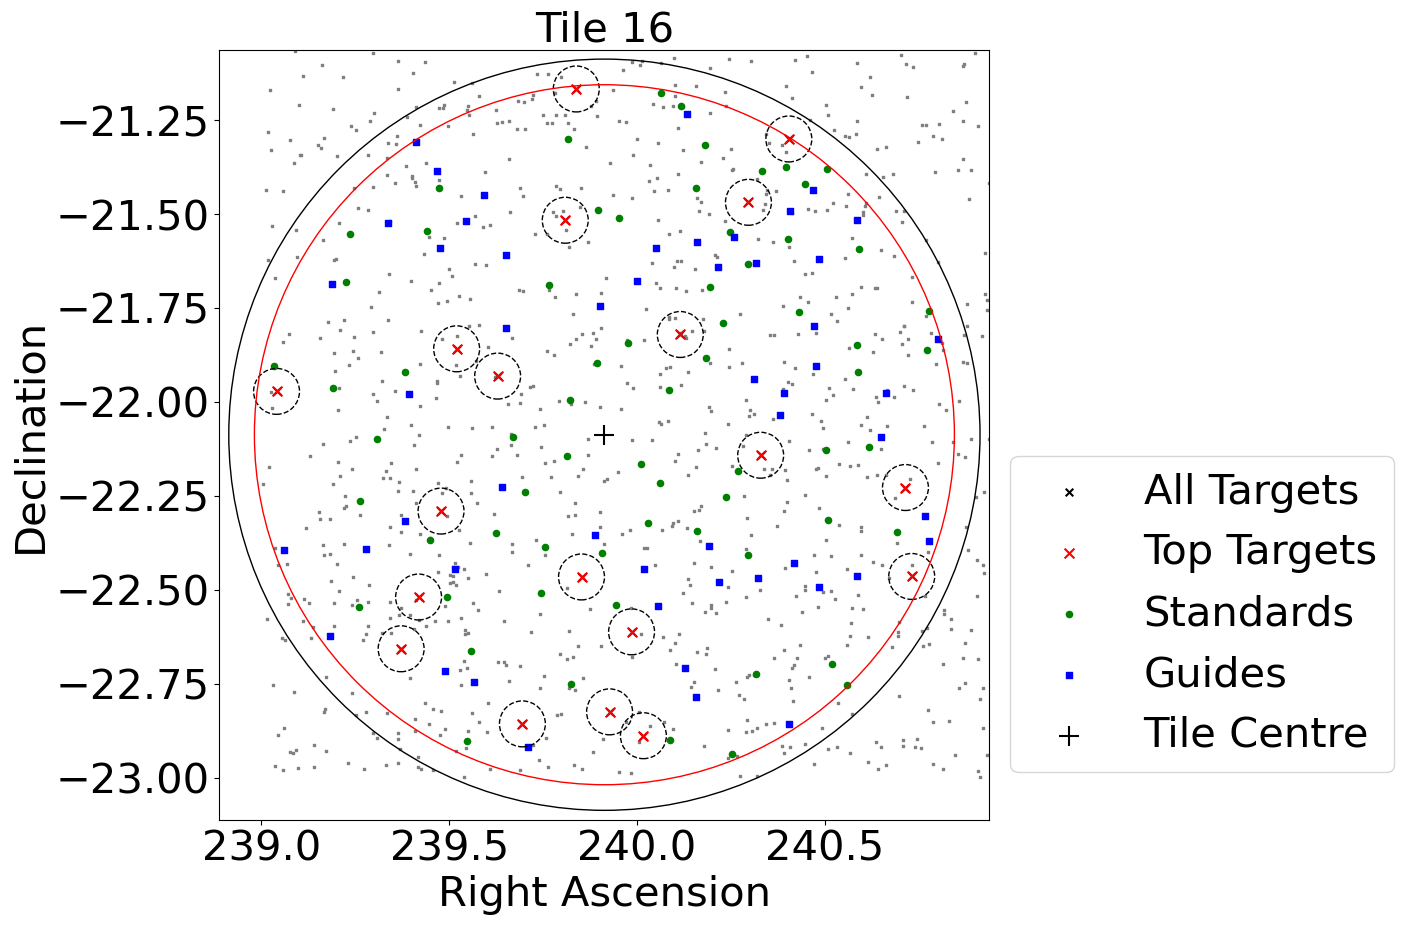 Tile 16
Declination
−21.25
−21.50
−21.75
−22.00
−22.25
−22.50
−22.75
−23.00
239.0 239.5 240.0 240.5
Right Ascension
All Targets
Top Targets
Standards
Guides
Tile Centre